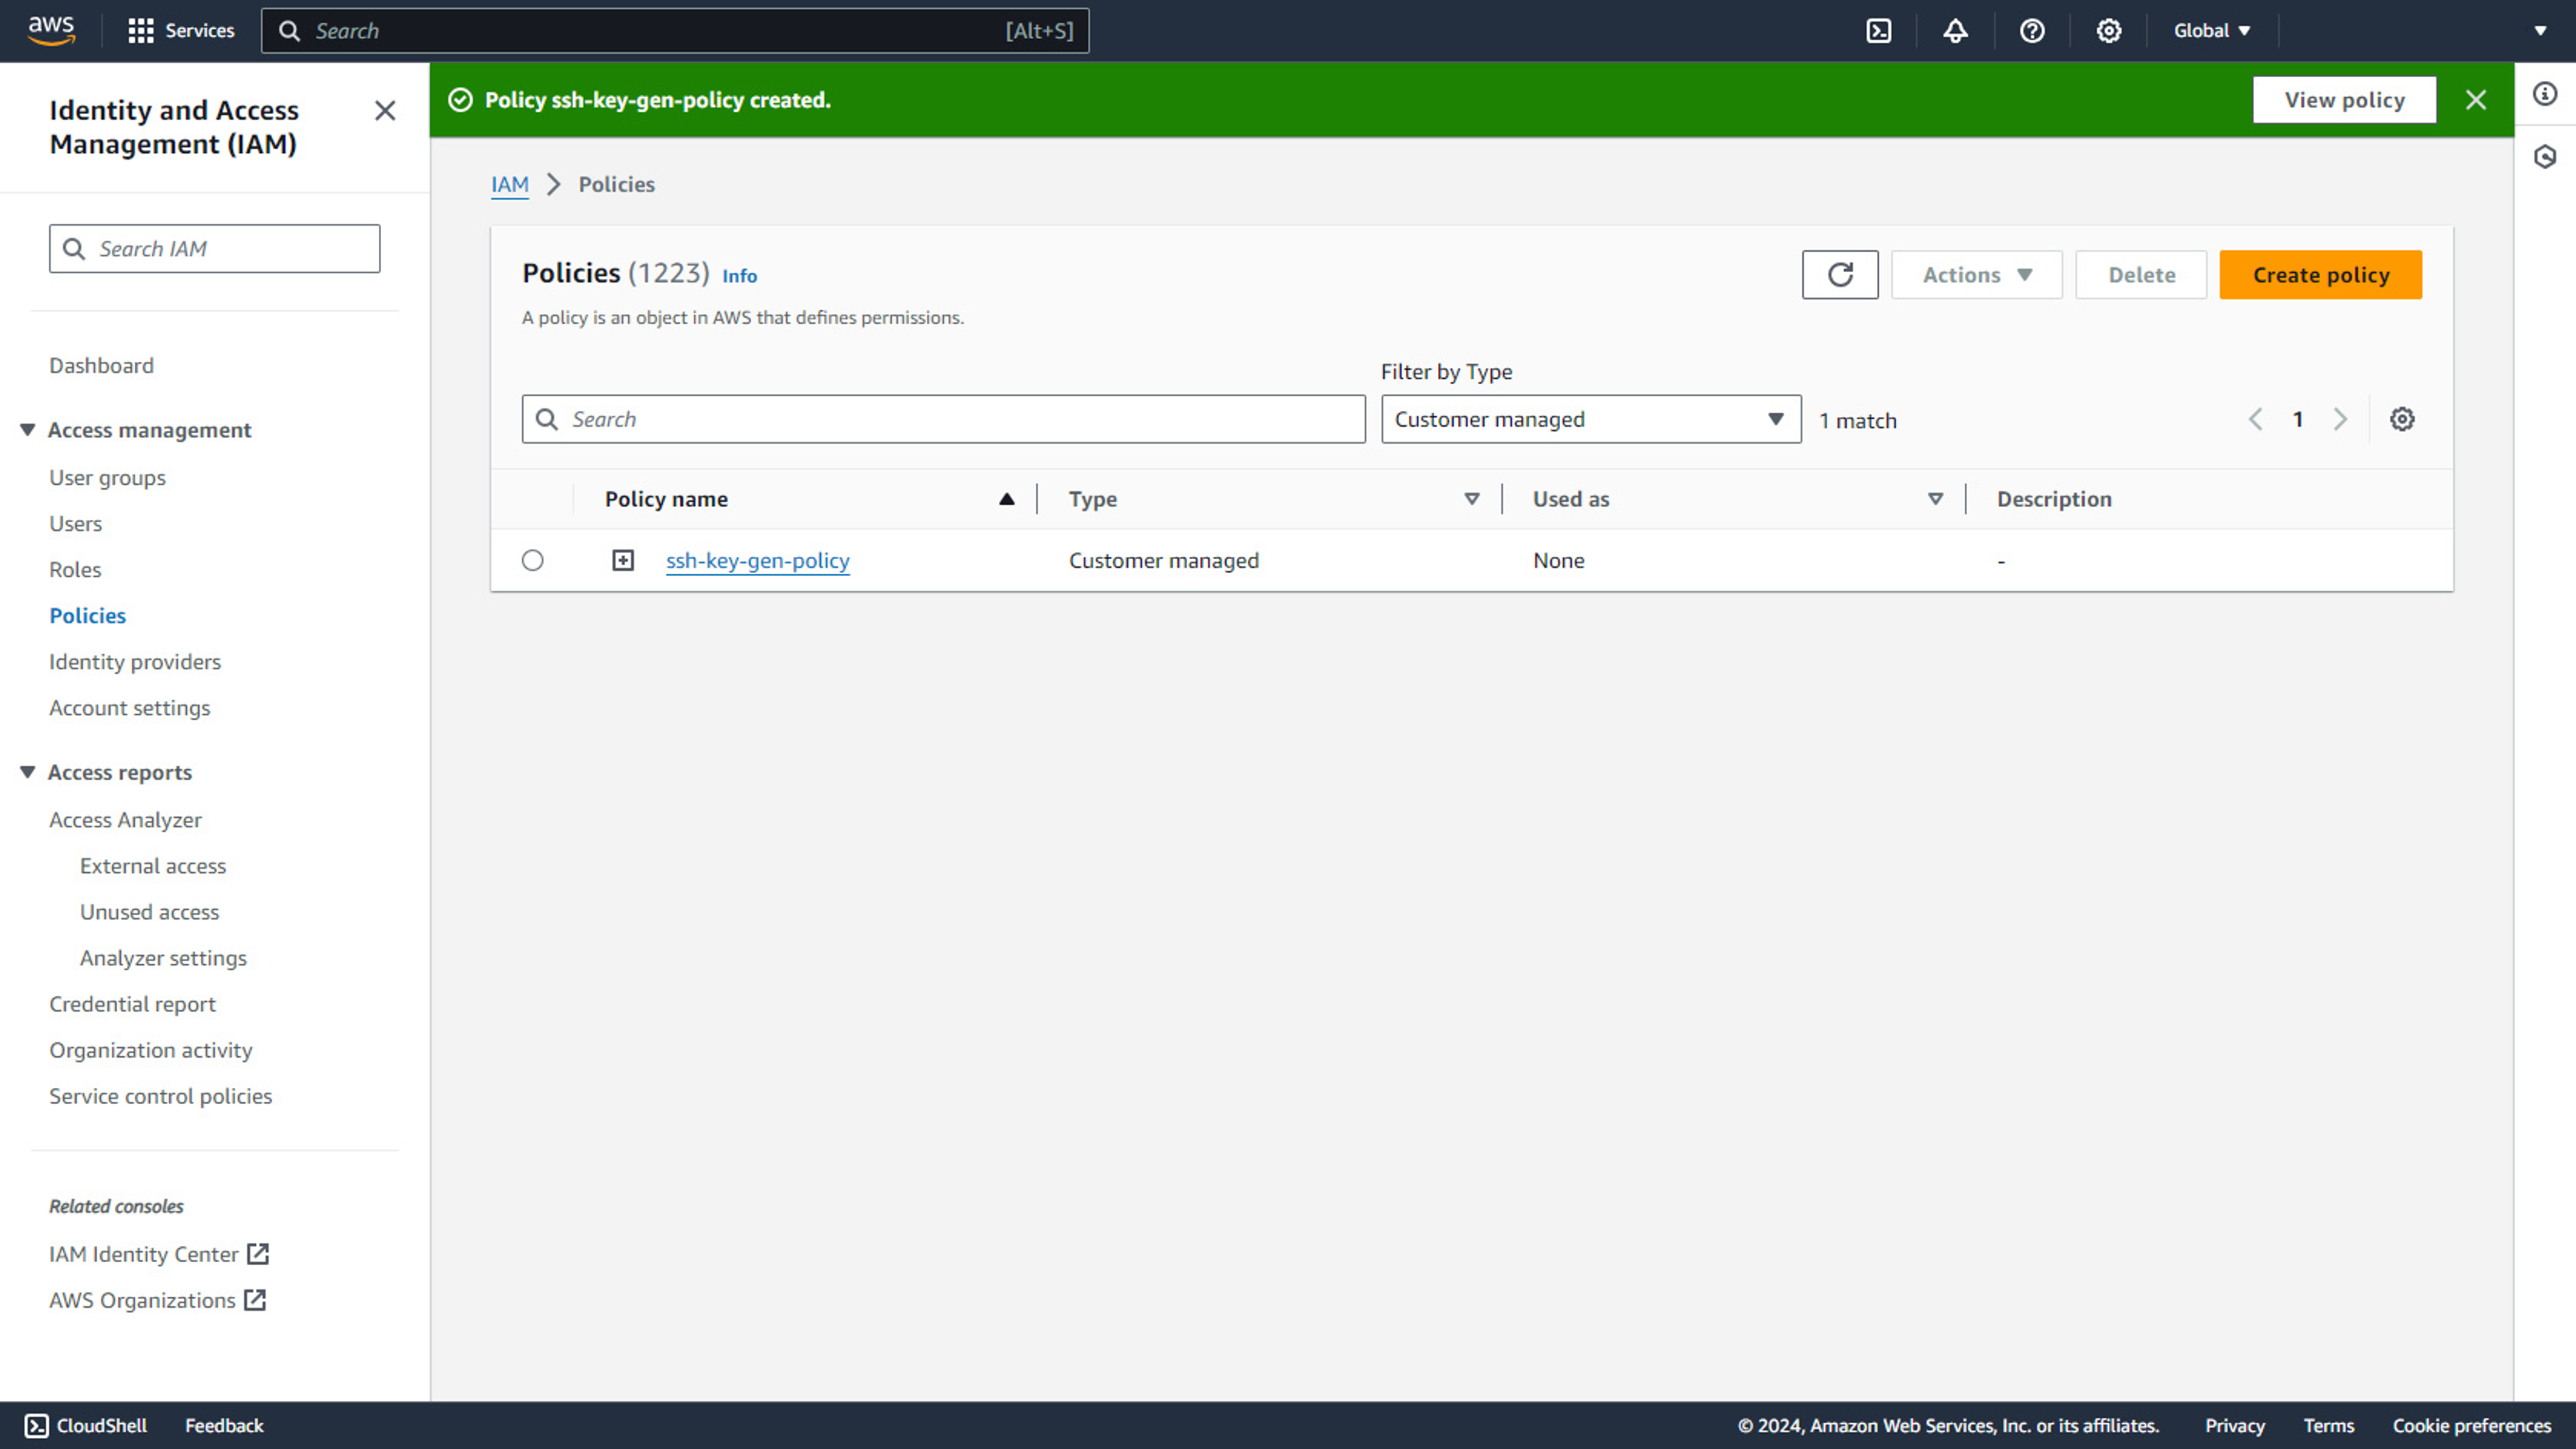 aws
Services
Search
[Alt+S]
Global
Identity and Access
Management (IAM)
Search IAM
Dashboard
Access management
User groups
Users
Roles
Policies
Identity providers
Account settings
Access reports
Access Analyzer
External access
Unused access
Analyzer settings
Credential report
Organization activity
Service control policies
Related consoles
IAM Identity Center
AWS Organizations
Policy ssh-key-gen-policy created.
View policy
IAM > Policies
Policies (1223) Info
A policy is an object in AWS that defines permissions.
Actions
Delete
Create policy
Filter by Type
Search
Customer managed
1 match
1
Policy name
Type
Used as
Description
ssh-key-gen-policy
Customer managed
None
-
CloudShell
Feedback
© 2024, Amazon Web Services, Inc. or its affiliates.
Privacy
Terms
Cookie preferences